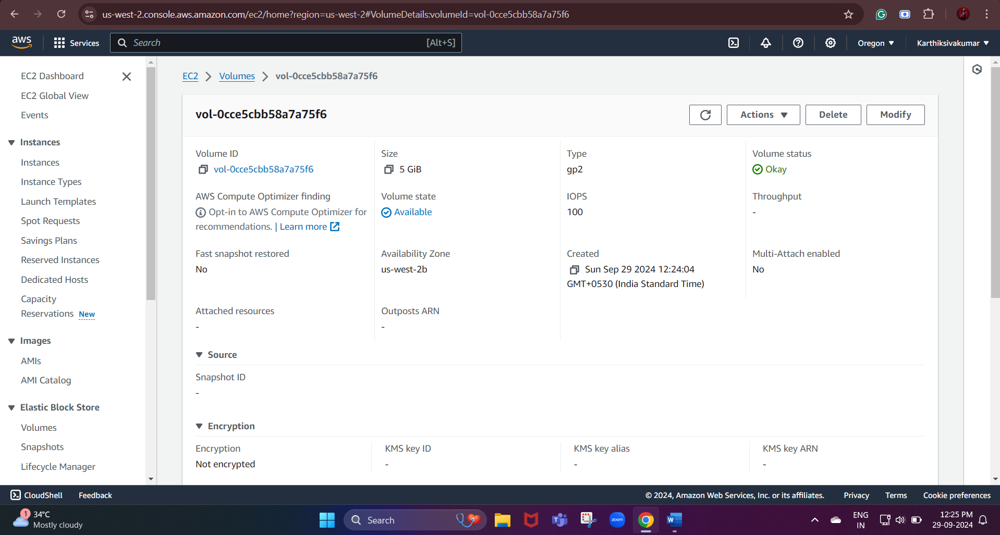 us-west-2.console.aws.amazon.com/ec2/home?region=us-west-2#VolumeDetails:volumeId=vol-0cce5cbb58a7a75f6
aws
Services
Search
[Alt+S]
Oregon
Karthiksivakumar
EC2 Dashboard
EC2 Global View
Events
Instances
Instances
Instance Types
Launch Templates
Spot Requests
Savings Plans
Reserved Instances
Dedicated Hosts
Capacity
Reservations New
Images
AMIs
AMI Catalog
Elastic Block Store
Volumes
Snapshots
Lifecycle Manager
EC2 > Volumes > vol-0cce5cbb58a7a75f6
vol-0cce5cbb58a7a75f6
Actions
Delete
Modify
Volume ID
vol-0cce5cbb58a7a75f6
Size
5 GiB
Type
gp2
Volume status
Okay
AWS Compute Optimizer finding
Opt-in to AWS Compute Optimizer for
recommendations. | Learn more
Volume state
Available
IOPS
100
Throughput
-
Fast snapshot restored
No
Availability Zone
us-west-2b
Created
Sun Sep 29 2024 12:24:04
GMT+0530 (India Standard Time)
Multi-Attach enabled
No
Attached resources
-
Outposts ARN
-
Source
Snapshot ID
-
Encryption
Encryption
Not encrypted
KMS key ID
-
KMS key alias
-
KMS key ARN
-
CloudShell
Feedback
© 2024, Amazon Web Services, Inc. or its affiliates.
Privacy
Terms
Cookie preferences
1
34°C
Mostly cloudy
Search
T
zoom
W
ENG
IN
12:25 PM
29-09-2024